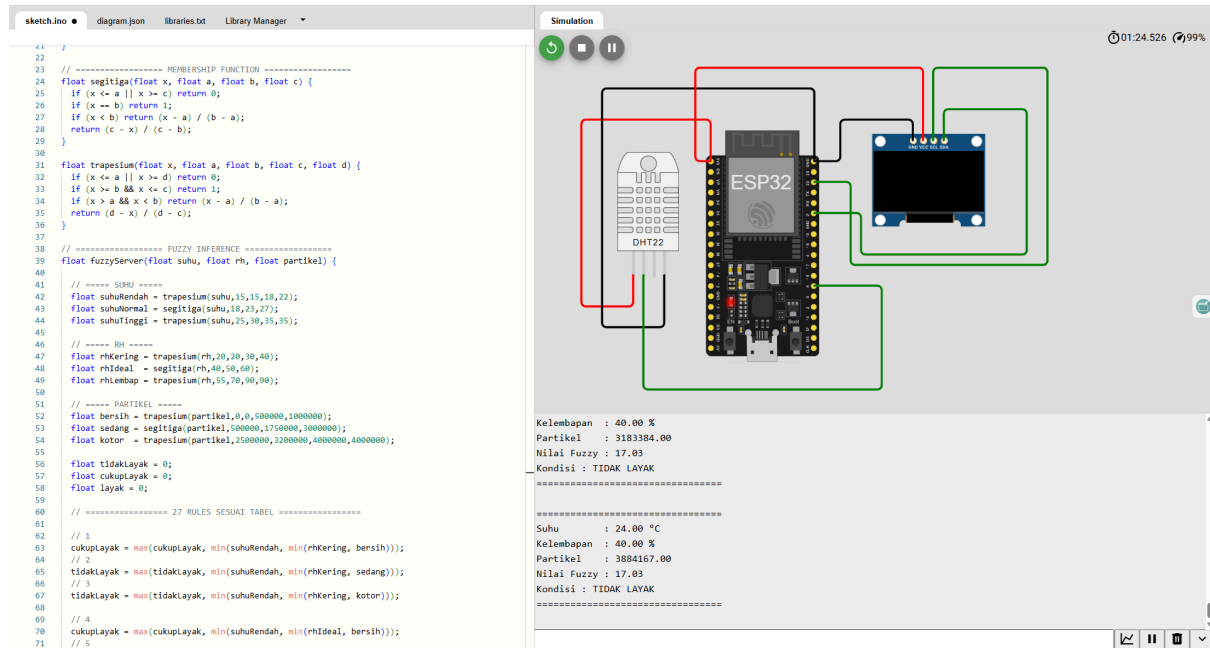 sketch.ino ● diagram.json libraries.txt Library Manager
Simulation
01:24.526 99%
21 }
22
23 // ================== MEMBERSHIP FUNCTION ==================
24 float segitiga(float x, float a, float b, float c) {
25 if (x <= a || x >= c) return 0;
26 if (x == b) return 1;
27 if (x < b) return (x - a) / (b - a);
28 return (c - x) / (c - b);
29 }
30
31 float trapesium(float x, float a, float b, float c, float d) {
32 if (x <= a || x >= d) return 0;
33 if (x >= b && x <= c) return 1;
34 if (x > a && x < b) return (x - a) / (b - a);
35 return (d - x) / (d - c);
36 }
37
38 // ================== FUZZY INFERENCE ==================
39 float fuzzyServer(float suhu, float rh, float partikel) {
40
41 // ===== SUHU =====
42 float suhuRendah = trapesium(suhu,15,15,18,22);
43 float suhuNormal = segitiga(suhu,18,23,27);
44 float suhuTinggi = trapesium(suhu,25,30,35,35);
45
46 // ===== RH =====
47 float rhKering = trapesium(rh,20,20,30,40);
48 float rhIdeal = segitiga(rh,40,50,60);
49 float rhLembap = trapesium(rh,55,70,90,90);
50
51 // ===== PARTIKEL =====
52 float bersih = trapesium(partikel,0,0,500000,1000000);
53 float sedang = segitiga(partikel,500000,1750000,3000000);
54 float kotor = trapesium(partikel,2500000,3200000,4000000,4000000);
55
56 float tidakLayak = 0;
57 float cukupLayak = 0;
58 float layak = 0;
59
60 // ================= 27 RULES SESUAI TABEL =================
61
62 // 1
63 cukupLayak = max(cukupLayak, min(suhuRendah, min(rhKering, bersih)));
64 // 2
65 tidakLayak = max(tidakLayak, min(suhuRendah, min(rhKering, sedang)));
66 // 3
67 tidakLayak = max(tidakLayak, min(suhuRendah, min(rhKering, kotor)));
68
69 // 4
70 cukupLayak = max(cukupLayak, min(suhuRendah, min(rhIdeal, bersih)));
71 // 5
DHT22
ESP32
EN
Boot
GND VCC SCL SDA
Kelembapan : 40.00 %
Partikel : 3183384.00
Nilai Fuzzy : 17.03
Kondisi : TIDAK LAYAK
=================================
=================================
Suhu : 24.00 °C
Kelembapan : 40.00 %
Partikel : 3884167.00
Nilai Fuzzy : 17.03
Kondisi : TIDAK LAYAK
=================================